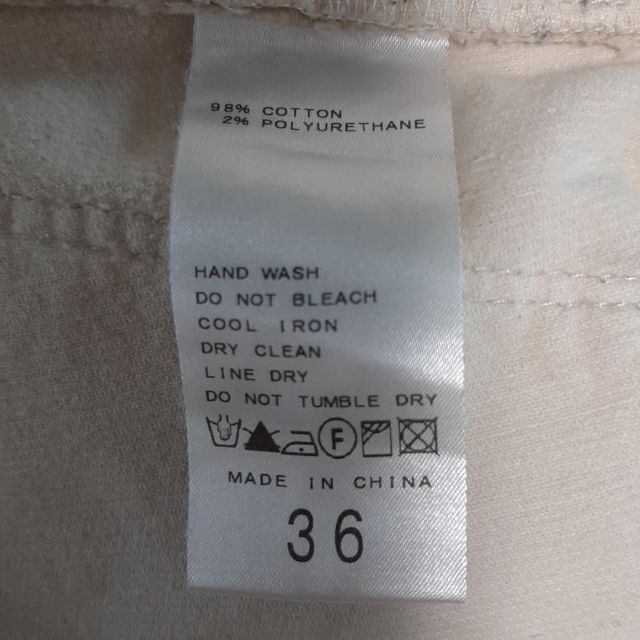 98% COTTON
2% POLYURETHANE
HAND WASH
DO NOT BLEACH
COOL IRON
DRY CLEAN
LINE DRY
DO NOT TUMBLE DRY
F
MADE IN CHINA
36